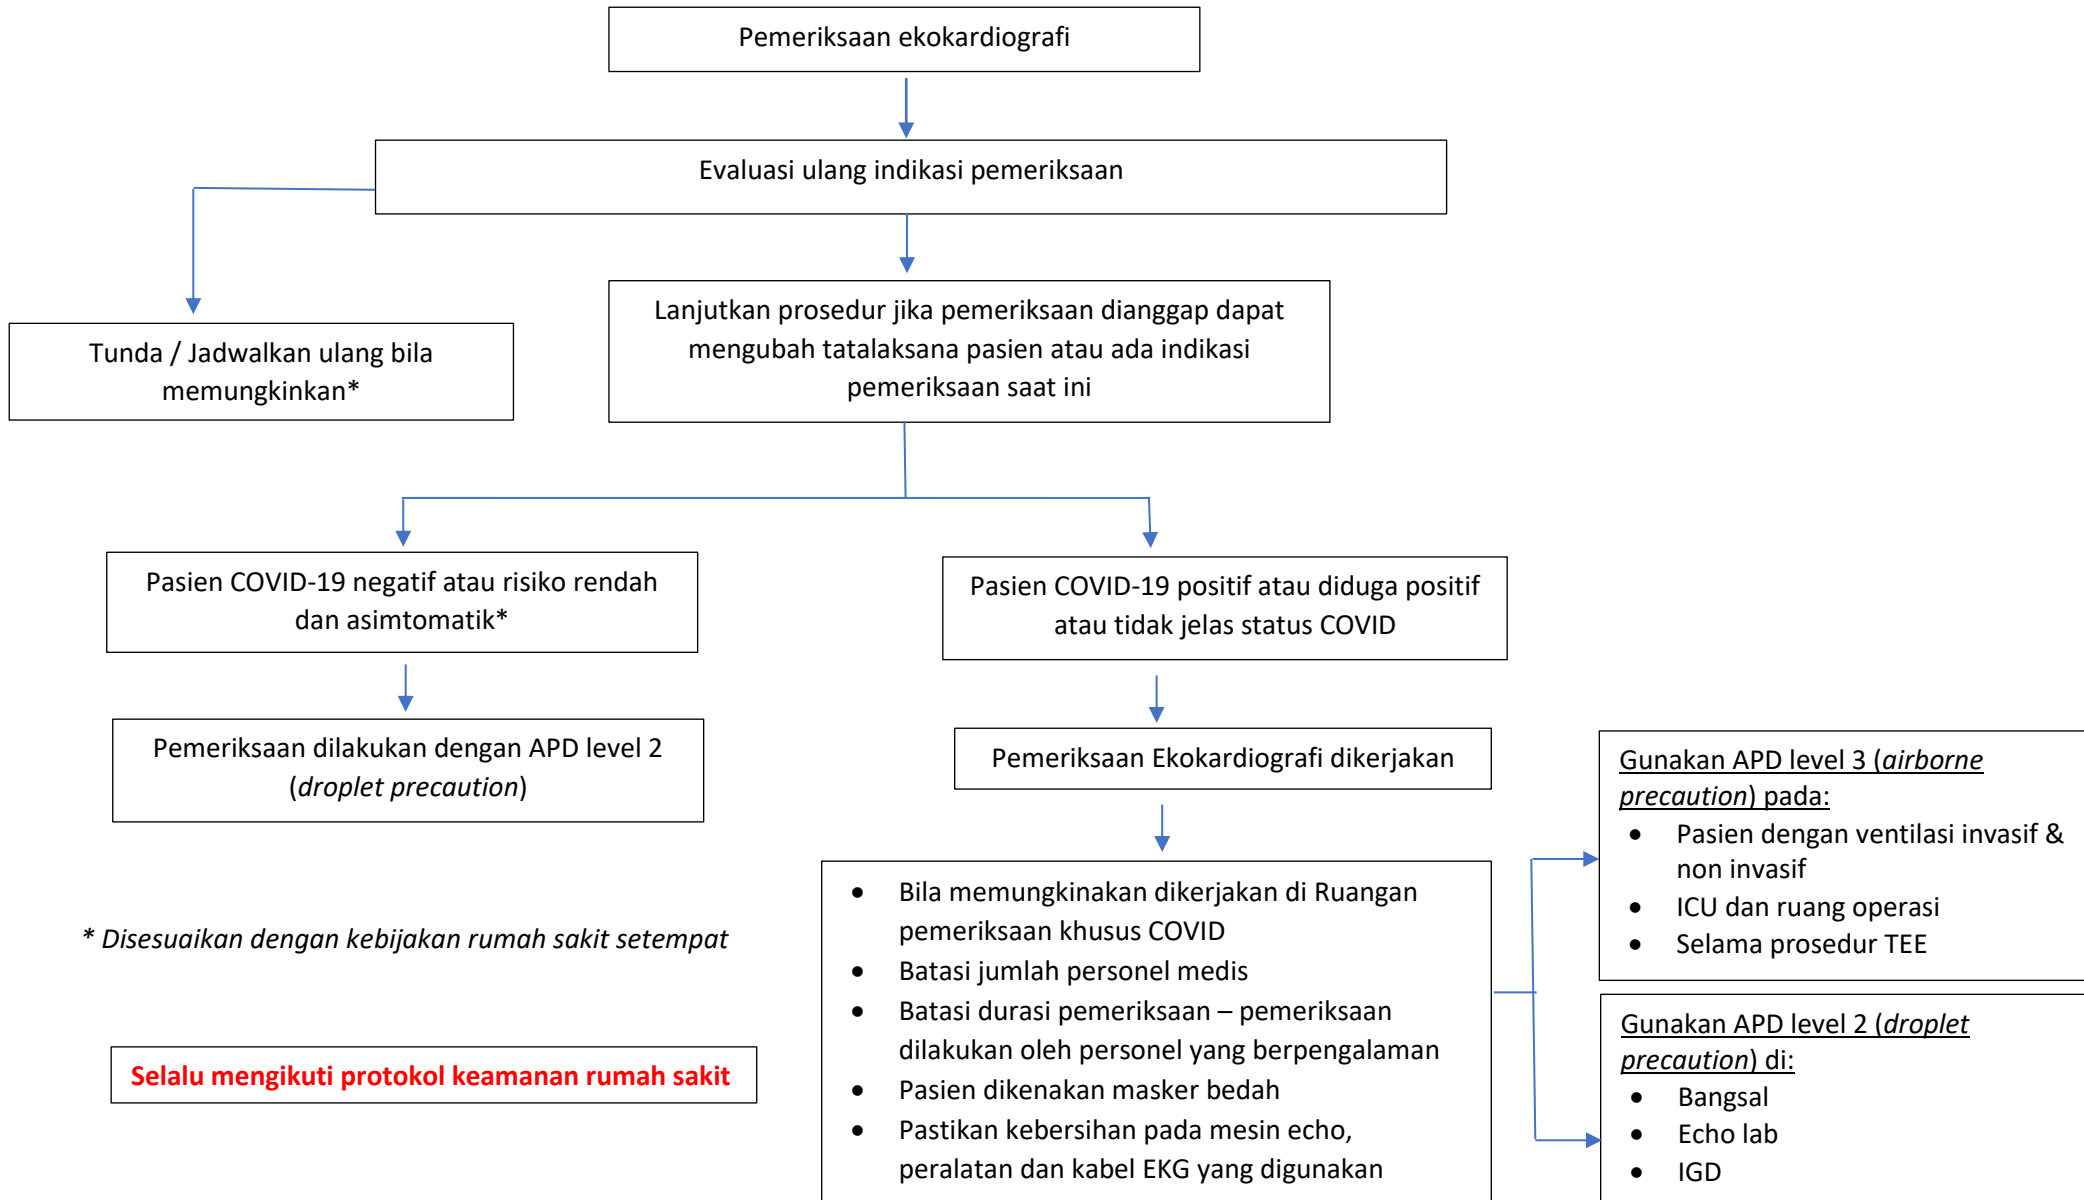 Pemeriksaan ekokardiografi
Evaluasi ulang indikasi pemeriksaan
Tunda / Jadwalkan ulang bila
memungkinkan*
Lanjutkan prosedur jika pemeriksaan dianggap dapat
mengubah tatalaksana pasien atau ada indikasi
pemeriksaan saat ini
Pasien COVID-19 negatif atau risiko rendah
dan asimtomatik*
Pasien COVID-19 positif atau diduga positif
atau tidak jelas status COVID
Pemeriksaan dilakukan dengan APD level 2
(droplet precaution)
Pemeriksaan Ekokardiografi dikerjakan
• Bila memungkinakan dikerjakan di Ruangan
pemeriksaan khusus COVID
• Batasi jumlah personel medis
• Batasi durasi pemeriksaan – pemeriksaan
dilakukan oleh personel yang berpengalaman
• Pasien dikenakan masker bedah
• Pastikan kebersihan pada mesin echo,
peralatan dan kabel EKG yang digunakan
Gunakan APD level 3 (airborne
precaution) pada:
• Pasien dengan ventilasi invasif &
non invasif
• ICU dan ruang operasi
• Selama prosedur TEE
Gunakan APD level 2 (droplet
precaution) di:
• Bangsal
• Echo lab
• IGD
* Disesuaikan dengan kebijakan rumah sakit setempat
Selalu mengikuti protokol keamanan rumah sakit